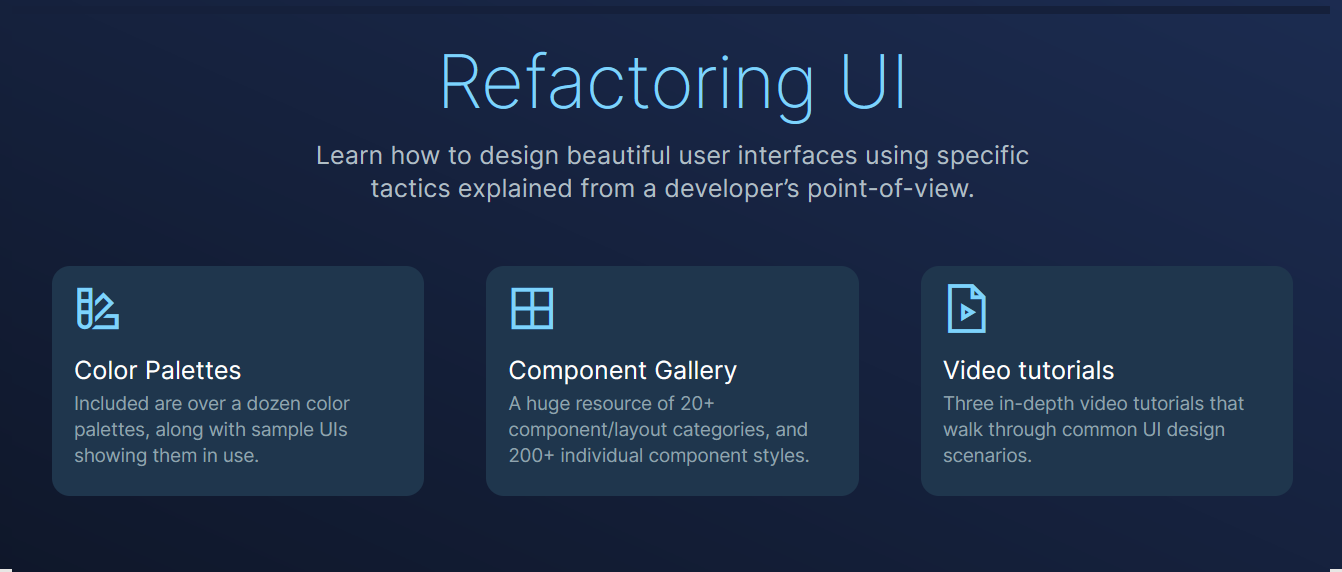 Refactoring UI
Learn how to design beautiful user interfaces using specific
tactics explained from a developer’s point-of-view.
Color Palettes
Included are over a dozen color
palettes, along with sample UIs
showing them in use.
Component Gallery
A huge resource of 20+
component/layout categories, and
200+ individual component styles.
Video tutorials
Three in-depth video tutorials that
walk through common UI design
scenarios.